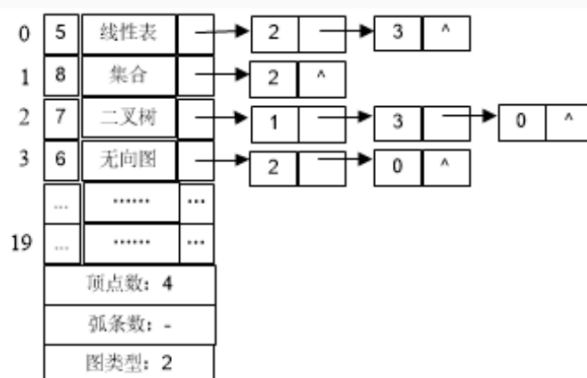 0 5 线性表 2 3 ^
1 8 集合 2 ^
2 7 二叉树 1 3 0 ^
3 6 无向图 2 0 ^
... ...... ...
19 ... ...... ...
顶点数: 4
弧条数: -
图类型: 2